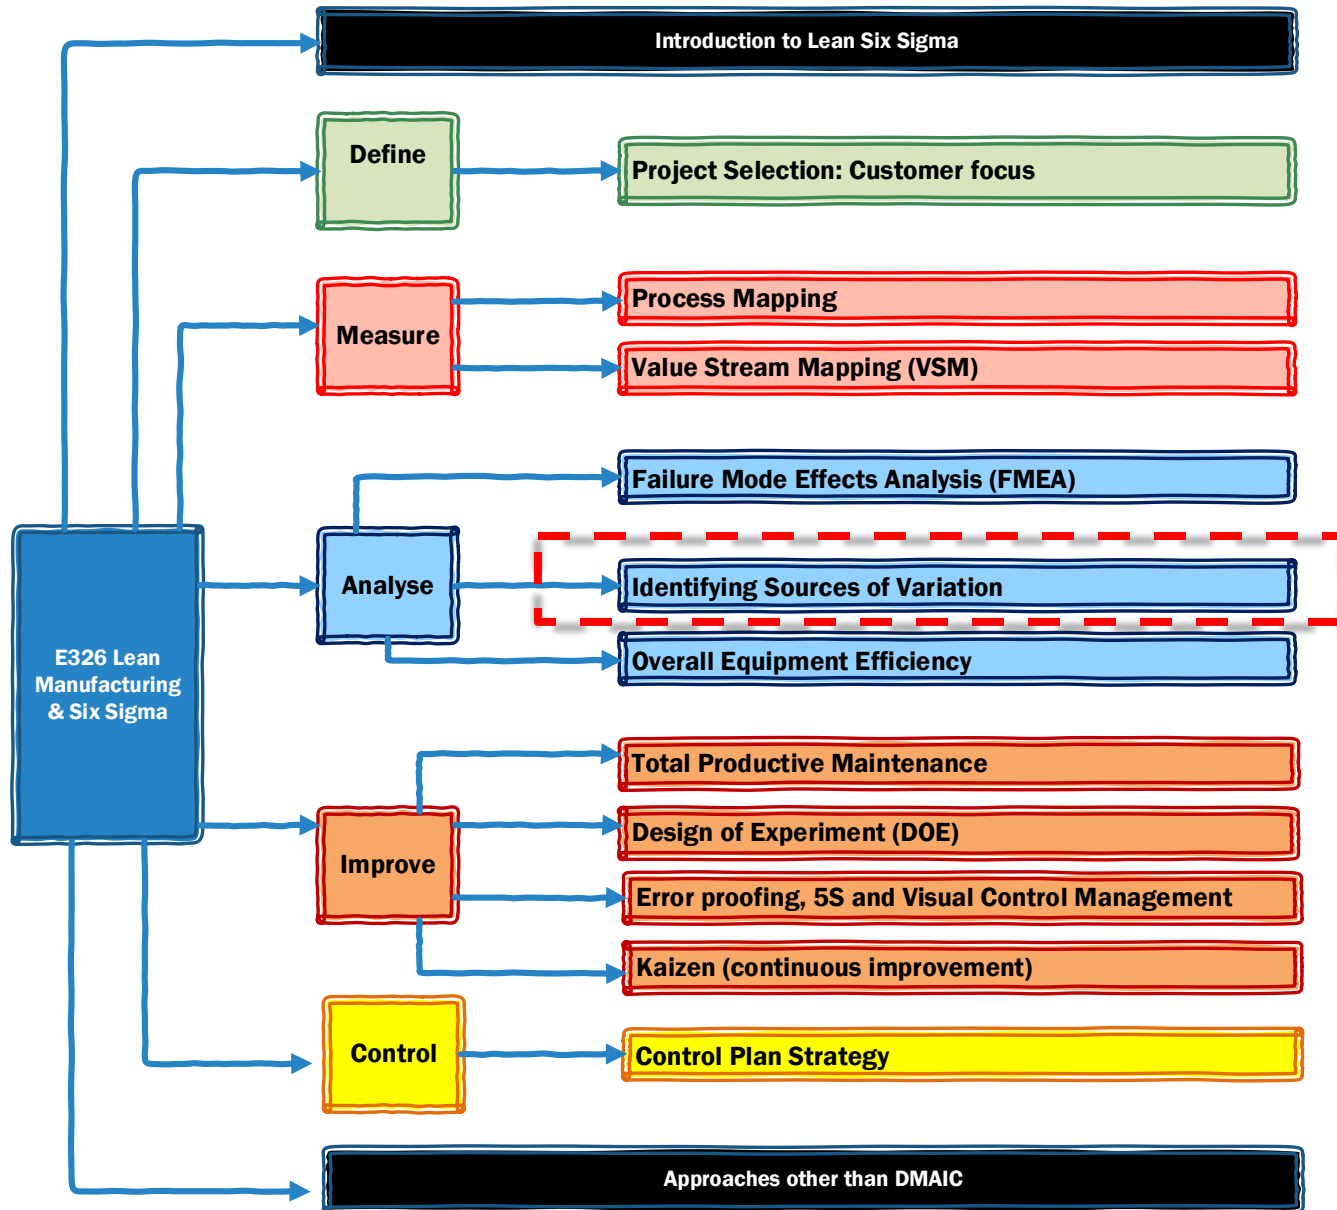 Introduction to Lean Six Sigma
Define
Project Selection: Customer focus
Measure
Process Mapping
Value Stream Mapping (VSM)
Failure Mode Effects Analysis (FMEA)
Analyse
Identifying Sources of Variation
Overall Equipment Efficiency
E326 Lean
Manufacturing
& Six Sigma
Total Productive Maintenance
Improve
Design of Experiment (DOE)
Error proofing, 5S and Visual Control Management
Kaizen (continuous improvement)
Control
Control Plan Strategy
Approaches other than DMAIC